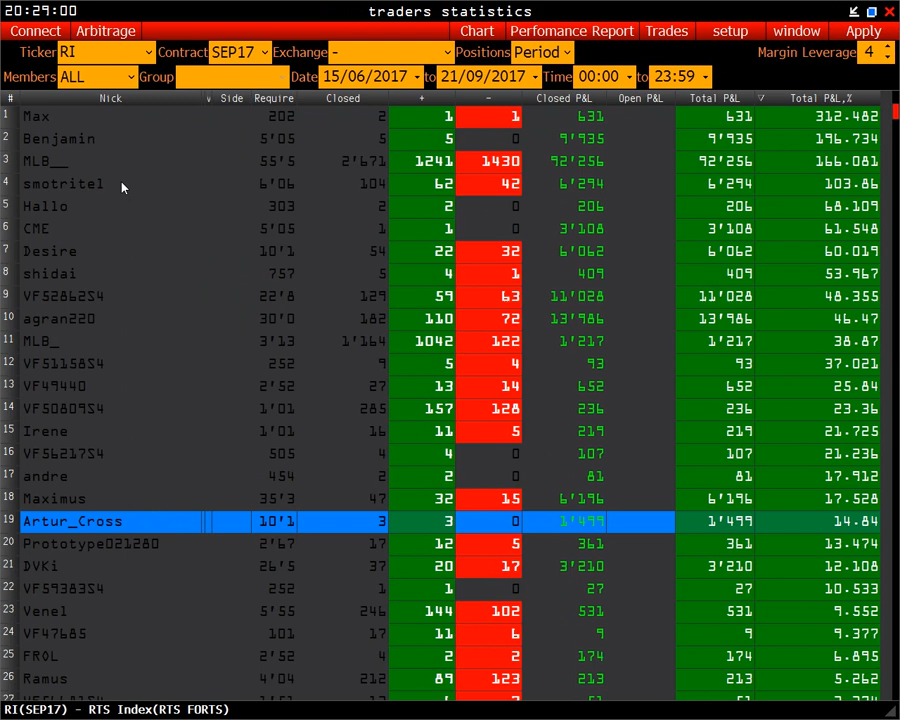 20:29:00 traders statistics
Connect Arbitrage Chart Perfomance Report Trades setup window Apply
Ticker RI Contract SEP17 Exchange - Positions Period Margin Leverage 4
Members ALL Group Date 15/06/2017 to 21/09/2017 Time 00:00 to 23:59
# Nick Side Require Closed + - Closed P&L Open P&L Total P&L Total P&L,%
1 Max 202 2 1 1 631 631 312.482
2 Benjamin 5'05 5 5 0 9'935 9'935 196.734
3 MLB__ 55'5 2'671 1241 1430 92'256 92'256 166.081
4 smotritel 6'06 104 62 42 6'294 6'294 103.86
5 Hallo 303 2 2 0 206 206 68.109
6 CME 5'05 1 1 0 3'108 3'108 61.548
7 Desire 10'1 54 22 32 6'062 6'062 60.019
8 shidai 757 5 4 1 409 409 53.967
9 VF52862S4 22'8 129 59 63 11'028 11'028 48.355
10 agran220 30'0 182 110 72 13'986 13'986 46.47
11 MLB_ 3'13 1'164 1042 122 1'217 1'217 38.87
12 VF51158S4 252 9 5 4 93 93 37.021
13 VF49440 2'52 27 13 14 652 652 25.84
14 VF50809S4 1'01 285 157 128 236 236 23.36
15 Irene 1'01 16 11 5 219 219 21.725
16 VF56217S4 505 4 4 0 107 107 21.236
17 andre 454 2 2 0 81 81 17.912
18 Maximus 35'3 47 32 15 6'196 6'196 17.528
19 Artur_Cross 10'1 3 3 0 1'499 1'499 14.84
20 Prototype021280 2'67 17 12 5 361 361 13.474
21 DVKi 26'5 37 20 17 3'210 3'210 12.108
22 VF59383S4 252 1 1 0 27 27 10.533
23 Venel 5'55 246 144 102 531 531 9.552
24 VF47685 101 17 11 6 9 9 9.377
25 FROL 2'52 4 2 2 174 174 6.895
26 Ramus 4'04 212 89 123 213 213 5.262
27
RI(SEP17) - RTS Index(RTS FORTS)